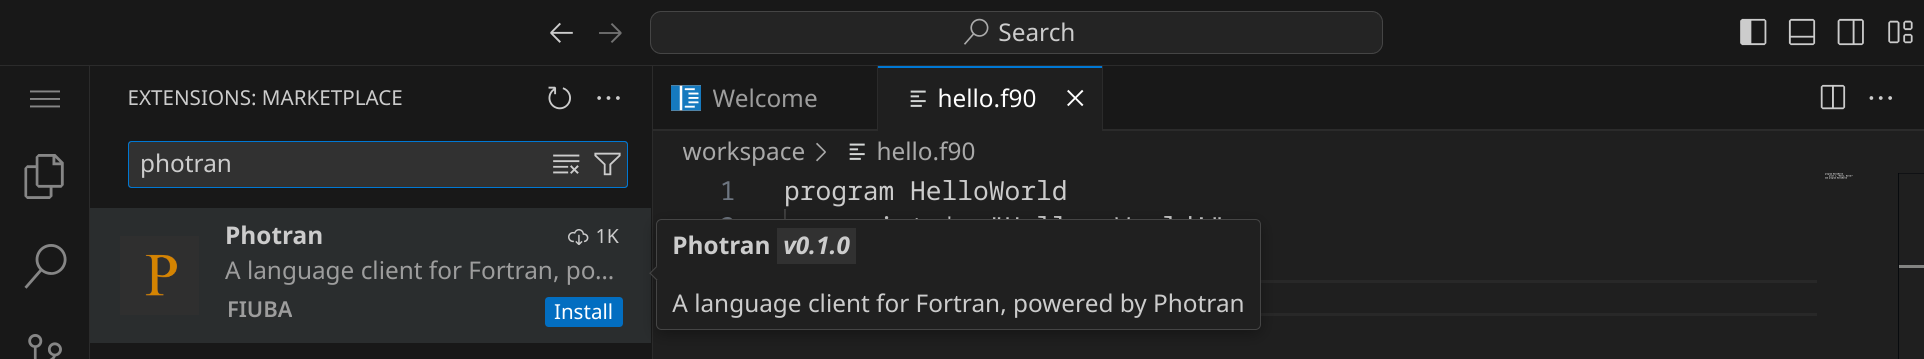 Search
EXTENSIONS: MARKETPLACE
photran
P
Photran
1K
A language client for Fortran, po...
FIUBA
Install
Welcome
hello.f90
workspace
hello.f90
1 program HelloWorld
Photran v0.1.0
A language client for Fortran, powered by Photran